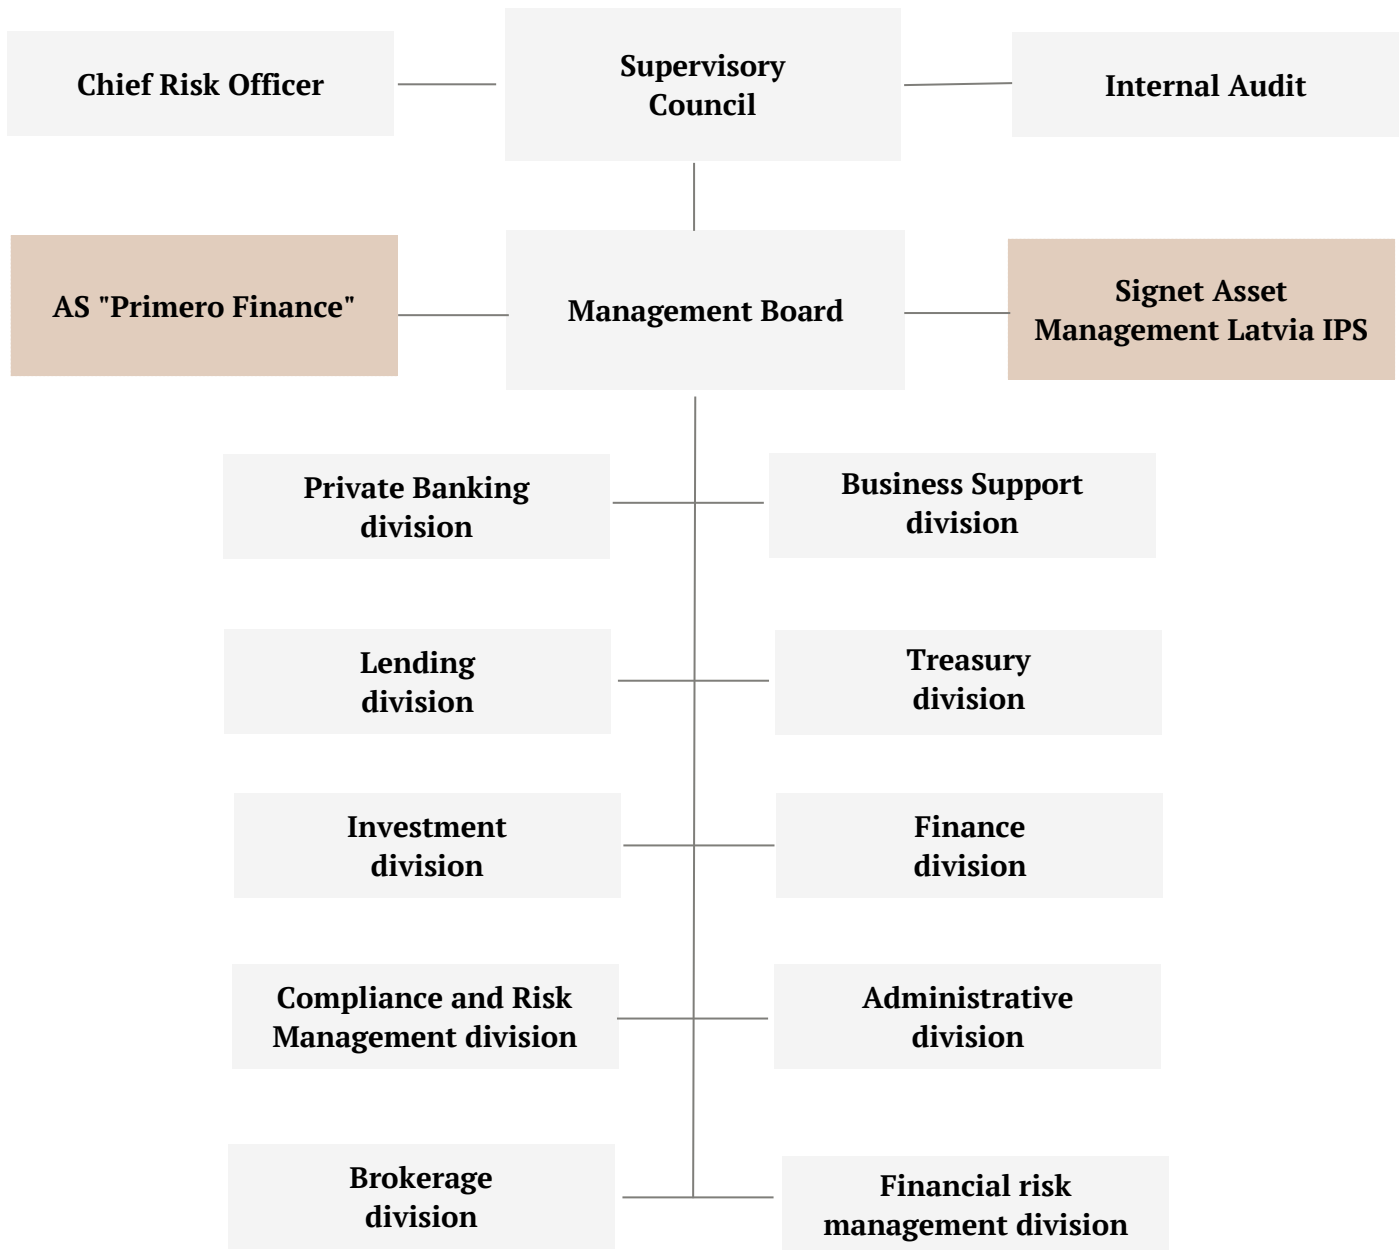 Chief Risk Officer
Supervisory
Council
Internal Audit
AS "Primero Finance"
Management Board
Signet Asset
Management Latvia IPS
Private Banking
division
Business Support
division
Lending
division
Treasury
division
Investment
division
Finance
division
Compliance and Risk
Management division
Administrative
division
Brokerage
division
Financial risk
management division